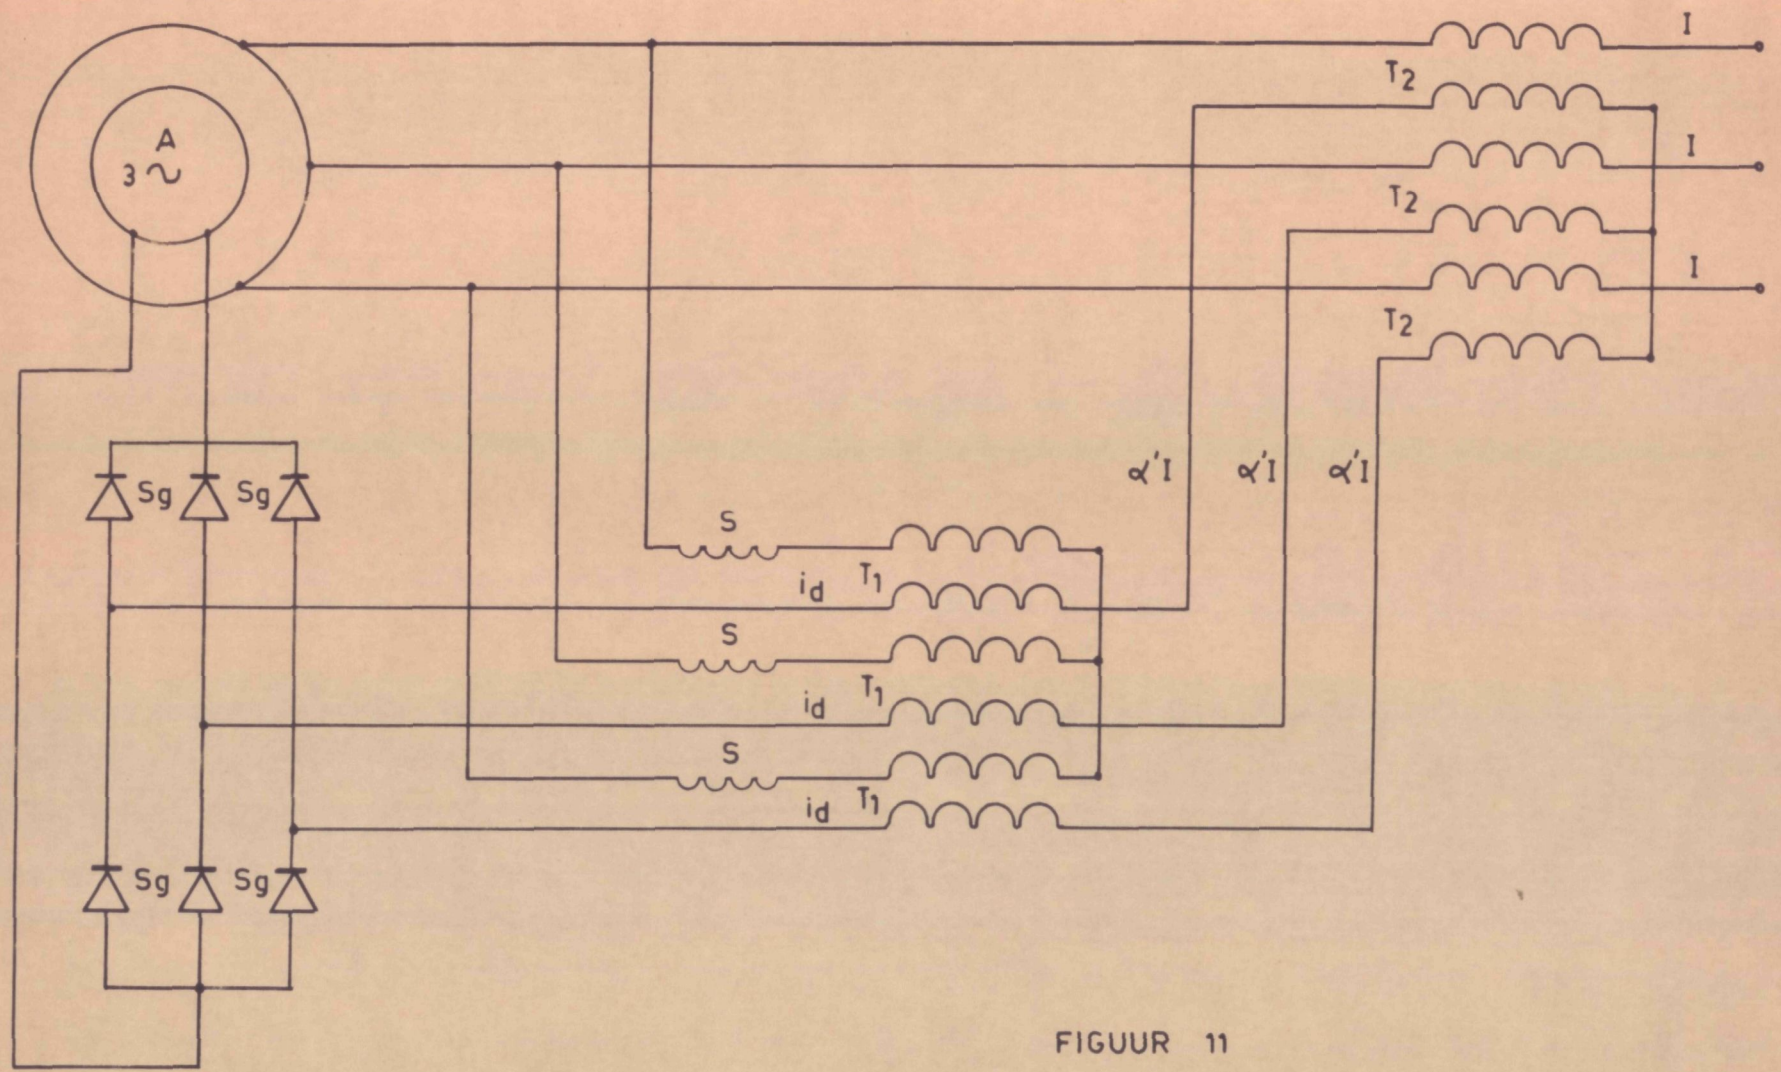 I
T2
A
3 ~
I
T2
I
T2
α'I α'I α'I
Sg Sg
S
id T1
S
id T1
S
id T1
Sg Sg
FIGUUR 11